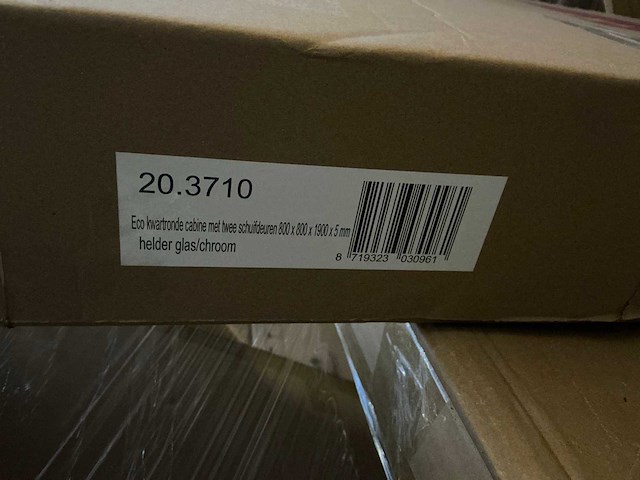 20.3710
Eco kwartronde cabine met twee schuifdeuren 800 x 800 x 1900 x 5 mm
helder glas/chroom
8 719323 030961